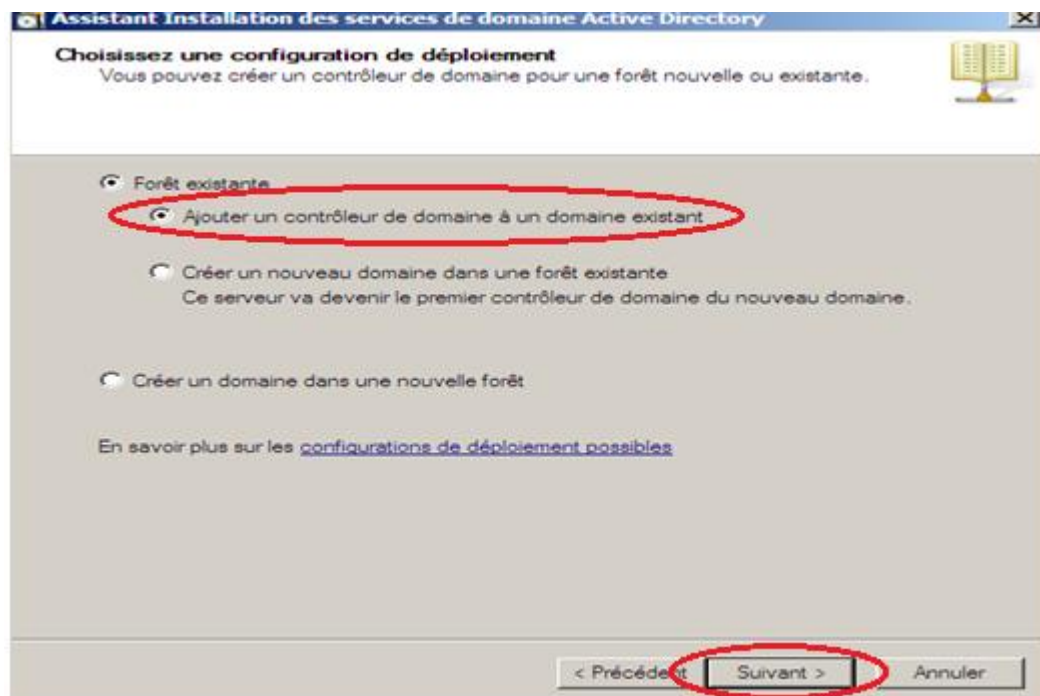 Assistant Installation des services de domaine Active Directory
Choisissez une configuration de déploiement
Vous pouvez créer un contrôleur de domaine pour une forêt nouvelle ou existante.
Forêt existante
Ajouter un contrôleur de domaine à un domaine existant
Créer un nouveau domaine dans une forêt existante
Ce serveur va devenir le premier contrôleur de domaine du nouveau domaine.
Créer un domaine dans une nouvelle forêt
En savoir plus sur les configurations de déploiement possibles
< Précédent
Suivant >
Annuler